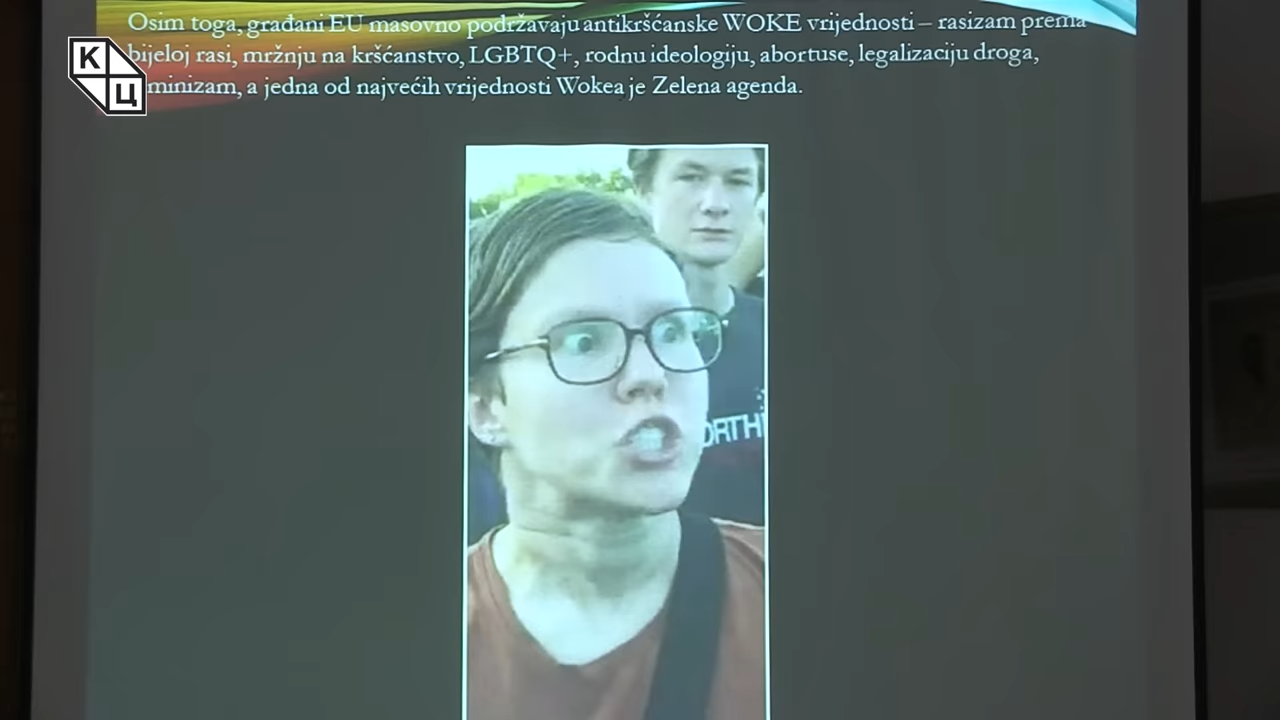 Osim toga, građani EU masovno podržavaju antikršćanske WOKE vrijednosti – rasizam prema
bijeloj rasi, mržnju na kršćanstvo, LGBTQ+, rodnu ideologiju, abortuse, legalizaciju droga,
minizam, a jedna od najvećih vrijednosti Wokea je Zelena agenda.
К
Ц
ORTH